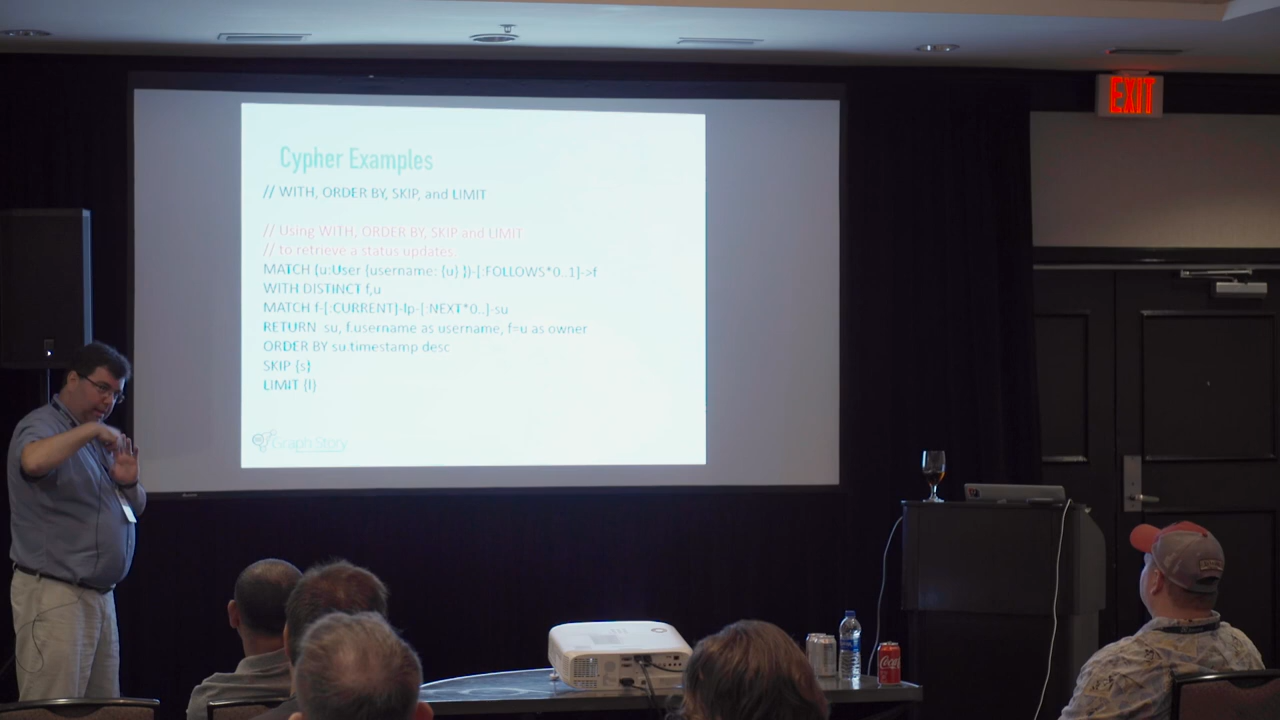 EXIT
Cypher Examples
// WITH, ORDER BY, SKIP, and LIMIT
// Using WITH, ORDER BY, SKIP and LIMIT
// to retrieve a status updates.
MATCH (u:User {username: {u} })-[:FOLLOWS*0..1]->f
WITH DISTINCT f,u
MATCH f-[:CURRENT]-lp-[:NEXT*0..]-su
RETURN su, f.username as username, f=u as owner
ORDER BY su.timestamp desc
SKIP {s}
LIMIT {l}
GraphStory